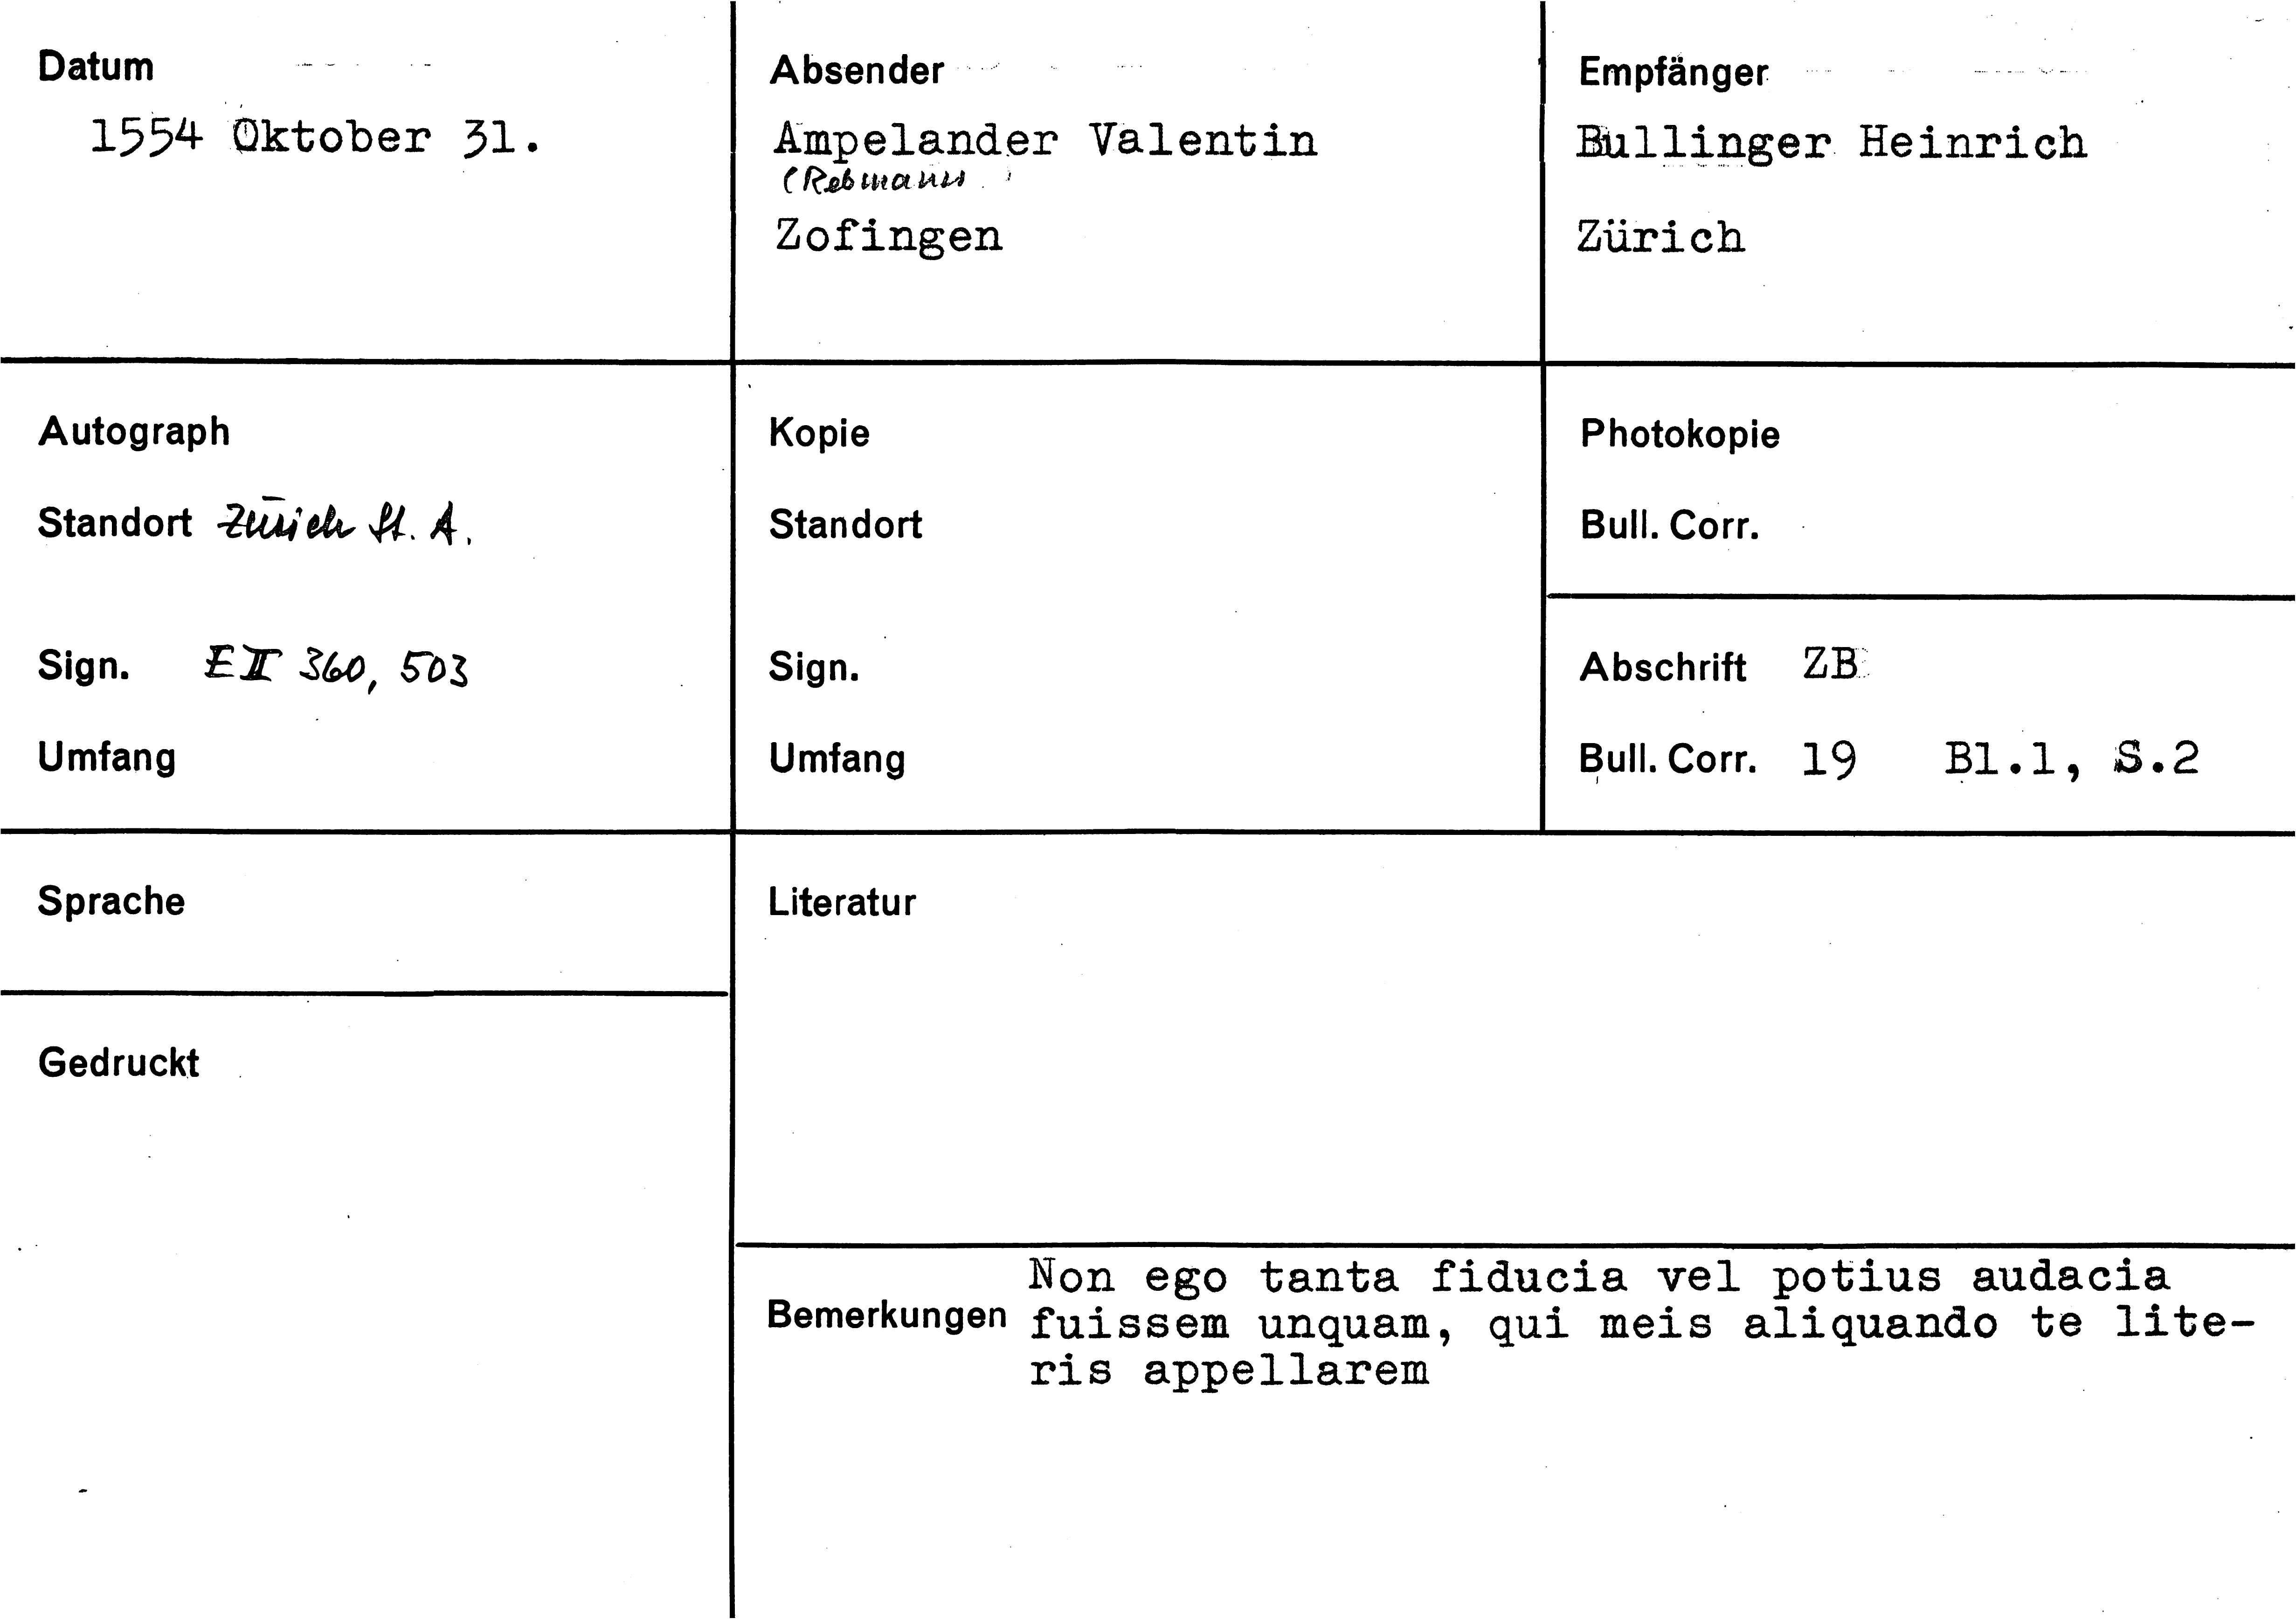 Datum
1554 Oktober 31.
Absender
Ampelander Valentin
(Rebmann
Zofingen
Empfänger
Bullinger Heinrich
Zürich
Autograph
Standort Zürich St. A.
Sign. E II 360, 503
Umfang
Kopie
Standort
Sign.
Umfang
Photokopie
Bull. Corr.
Abschrift ZB
Bull. Corr. 19 Bl.1, S.2
Sprache
Gedruckt
Literatur
Bemerkungen
Non ego tanta fiducia vel potius audacia
fuissem unquam, qui meis aliquando te lite-
ris appellarem